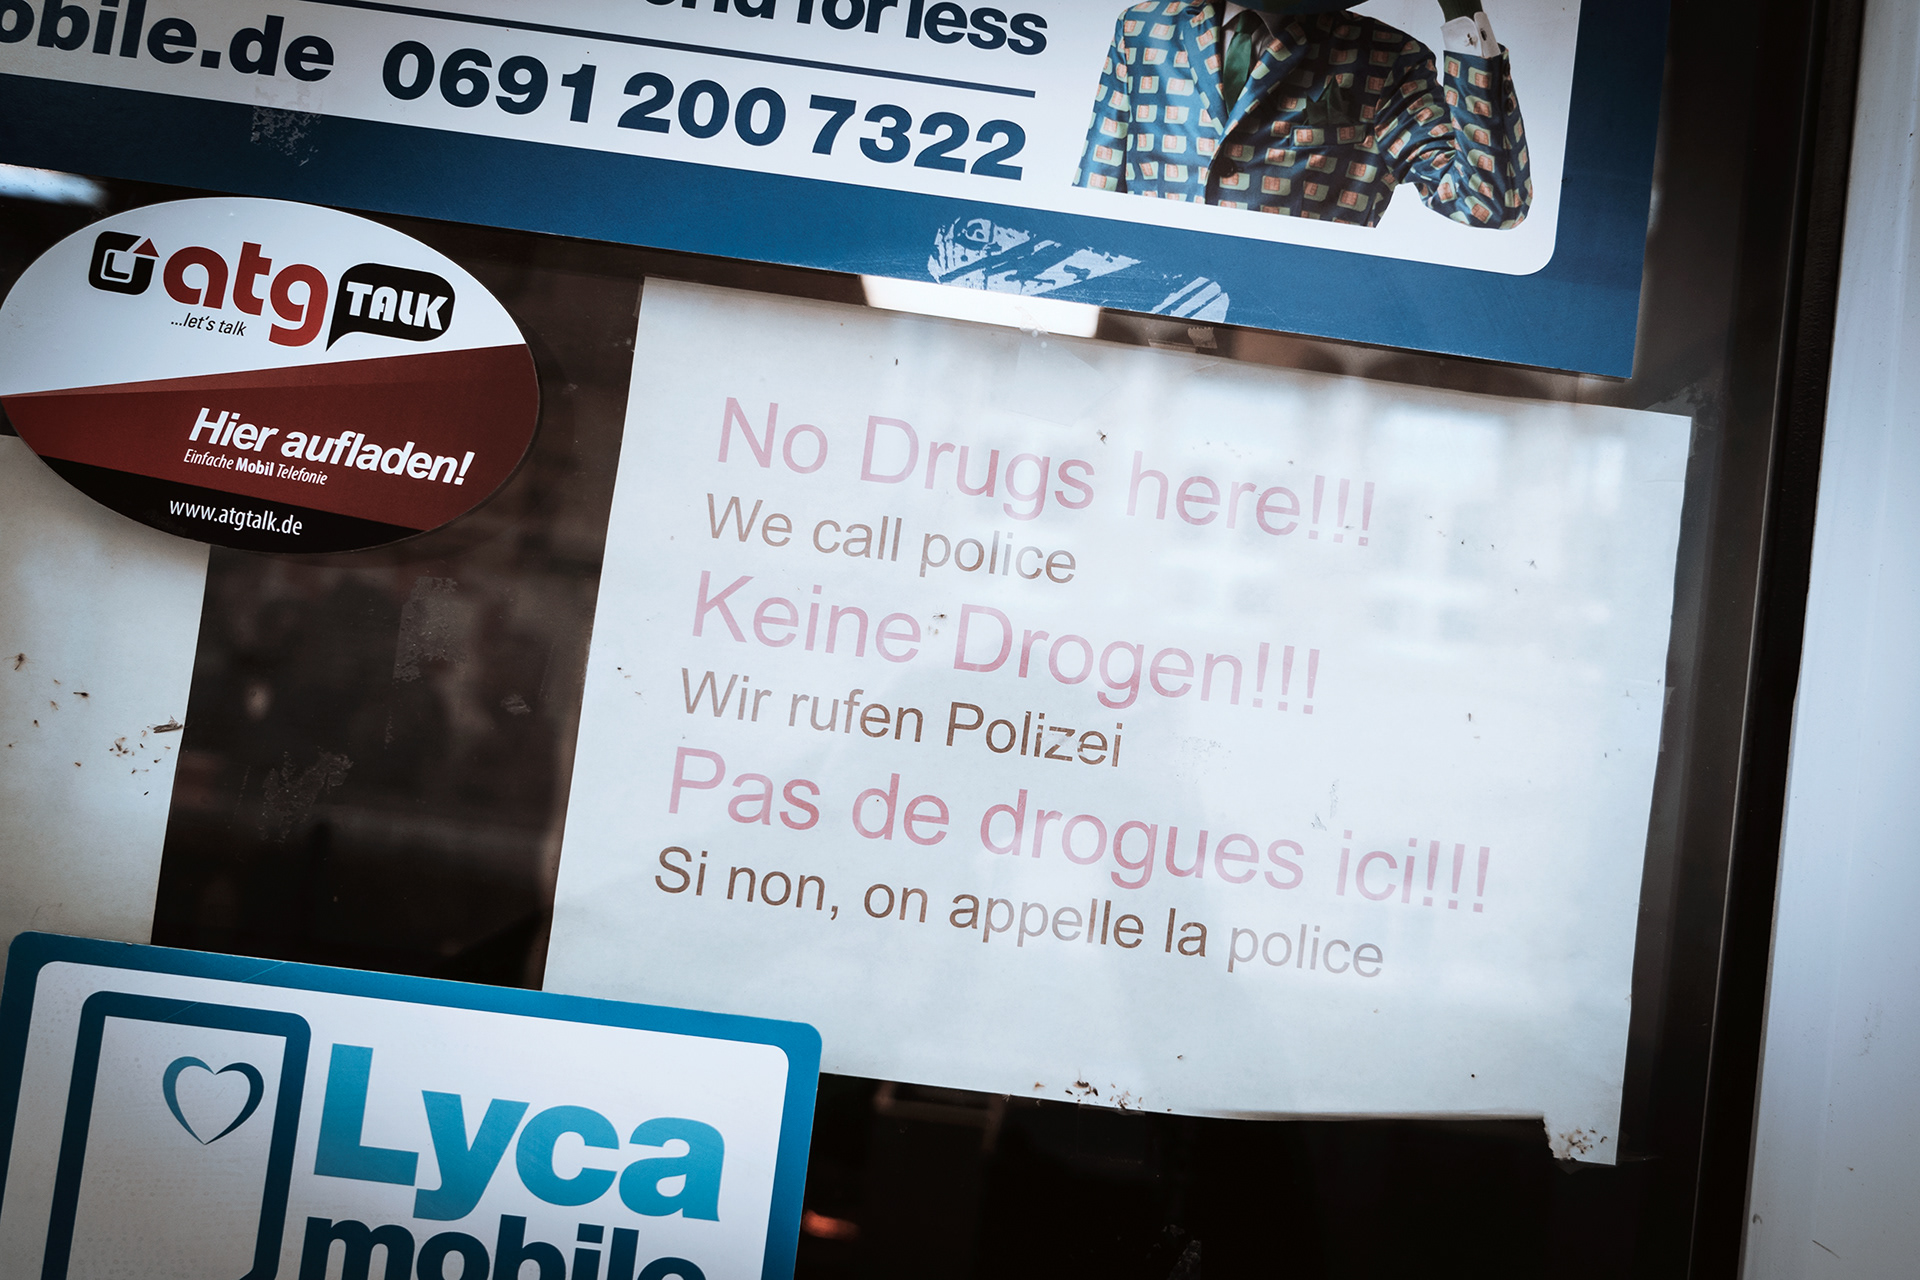 for less
obile.de 0691 200 7322
atg TALK
...let's talk
Hier aufladen!
Einfache Mobil Telefonie
www.atgtalk.de
No Drugs here!!!
We call police
Keine Drogen!!!
Wir rufen Polizei
Pas de drogues ici!!!
Si non, on appelle la police
Lyca
mobile